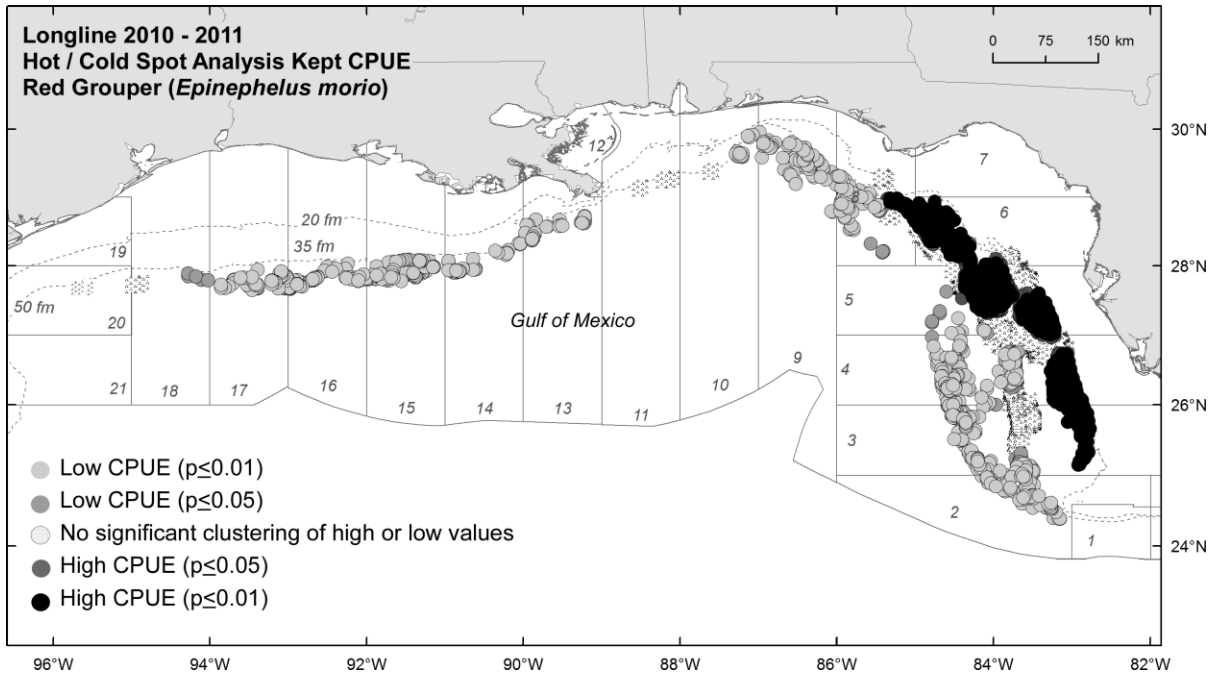 Longline 2010 - 2011
Hot / Cold Spot Analysis Kept CPUE
Red Grouper (Epinephelus morio)
0 75 150 km
30°N
28°N
26°N
24°N
12
7
6
20 fm
35 fm
50 fm
19
20
21
18
17
16
15
14
13
11
10
9
8
5
4
3
2
1
Gulf of Mexico
Low CPUE (p≤0.01)
Low CPUE (p≤0.05)
No significant clustering of high or low values
High CPUE (p≤0.05)
High CPUE (p≤0.01)
96°W 94°W 92°W 90°W 88°W 86°W 84°W 82°W